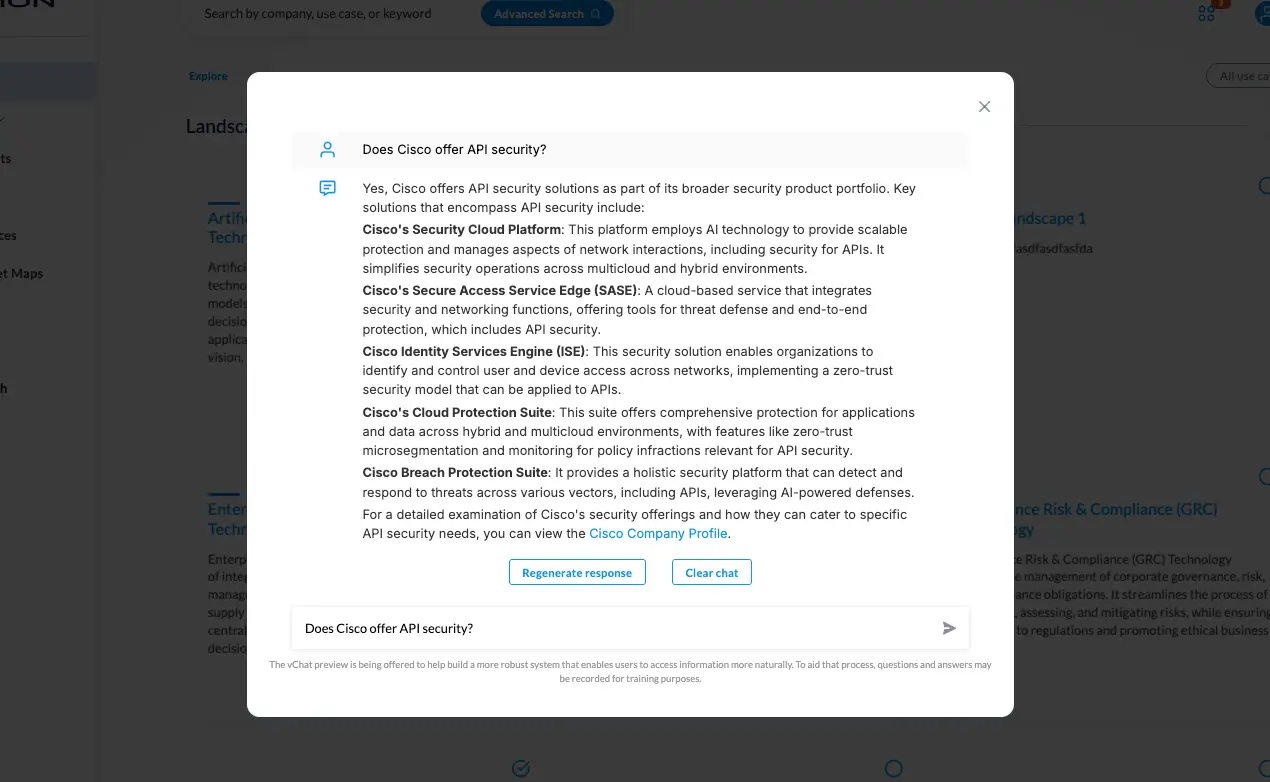 Search by company, use case, or keyword
Advanced Search
3
Explore
All use ca
Landsca
ts
ces
et Maps
h
Artific
Techn
Artificia
technol
models
decisio
applica
vision,
andscape 1
asdfasdfasfda
Does Cisco offer API security?
Yes, Cisco offers API security solutions as part of its broader security product portfolio. Key
solutions that encompass API security include:
Cisco's Security Cloud Platform: This platform employs AI technology to provide scalable
protection and manages aspects of network interactions, including security for APIs. It
simplifies security operations across multicloud and hybrid environments.
Cisco's Secure Access Service Edge (SASE): A cloud-based service that integrates
security and networking functions, offering tools for threat defense and end-to-end
protection, which includes API security.
Cisco Identity Services Engine (ISE): This security solution enables organizations to
identify and control user and device access across networks, implementing a zero-trust
security model that can be applied to APIs.
Cisco's Cloud Protection Suite: This suite offers comprehensive protection for applications
and data across hybrid and multicloud environments, with features like zero-trust
microsegmentation and monitoring for policy infractions relevant for API security.
Cisco Breach Protection Suite: It provides a holistic security platform that can detect and
respond to threats across various vectors, including APIs, leveraging AI-powered defenses.
For a detailed examination of Cisco's security offerings and how they can cater to specific
API security needs, you can view the Cisco Company Profile.
Regenerate response
Clear chat
Does Cisco offer API security?
The vChat preview is being offered to help build a more robust system that enables users to access information more naturally. To aid that process, questions and answers may
be recorded for training purposes.
Enter
Techn
Enterp
of integ
manag
supply
central
decisio
nce Risk & Compliance (GRC)
gy
ce Risk & Compliance (GRC) Technology
e management of corporate governance, risk,
ance obligations. It streamlines the process of
, assessing, and mitigating risks, while ensuring
to regulations and promoting ethical business